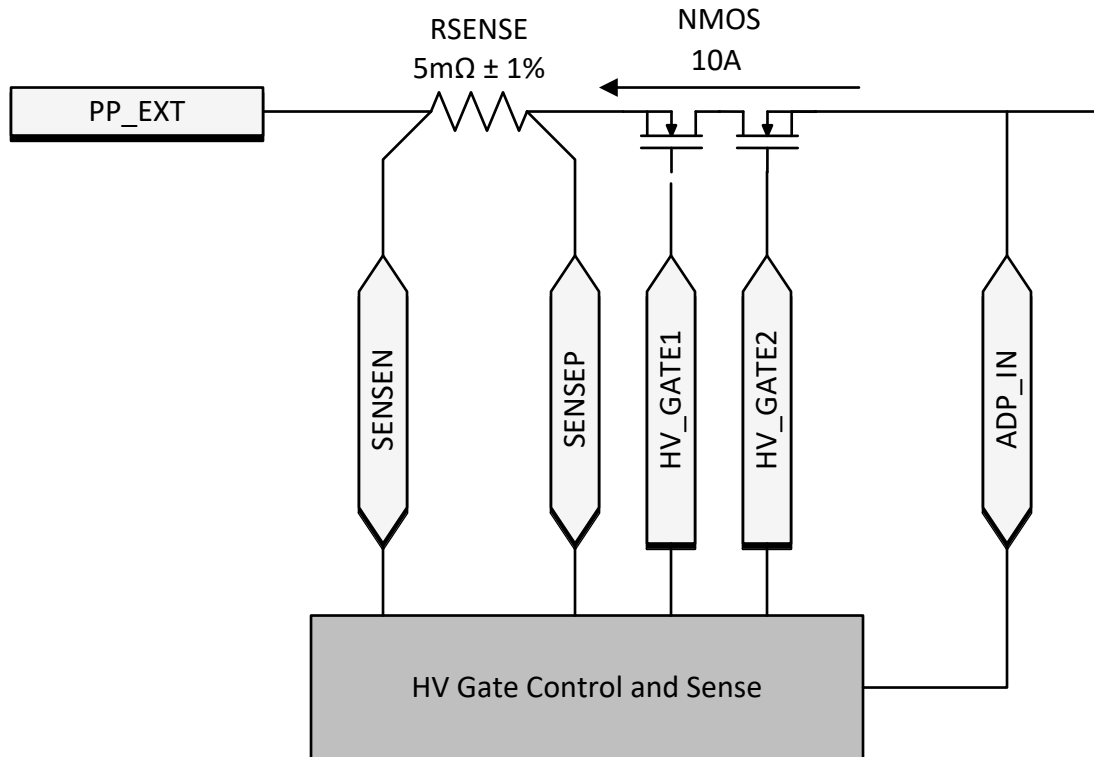 RSENSE
5mΩ ± 1%
NMOS
10A
PP_EXT
SENSEN
SENSEP
HV_GATE1
HV_GATE2
ADP_IN
HV Gate Control and Sense